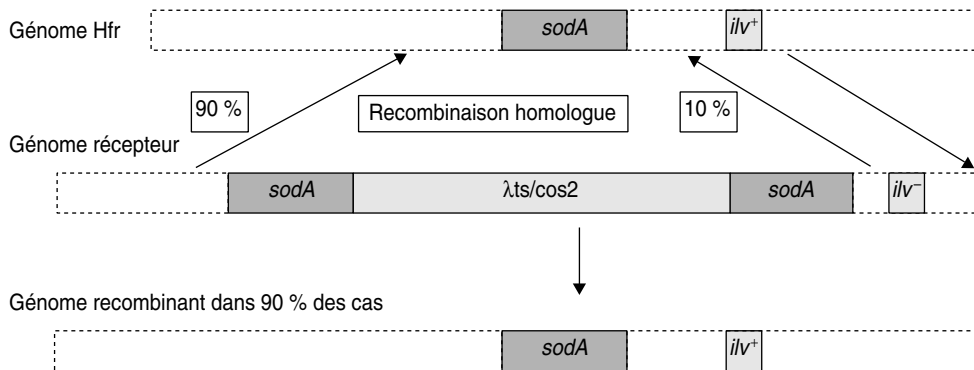 Génome Hfr
sodA
ilv+
90 %
Recombinaison homologue
10 %
Génome récepteur
sodA
λts/cos2
sodA
ilv−
Génome recombinant dans 90 % des cas
sodA
ilv+